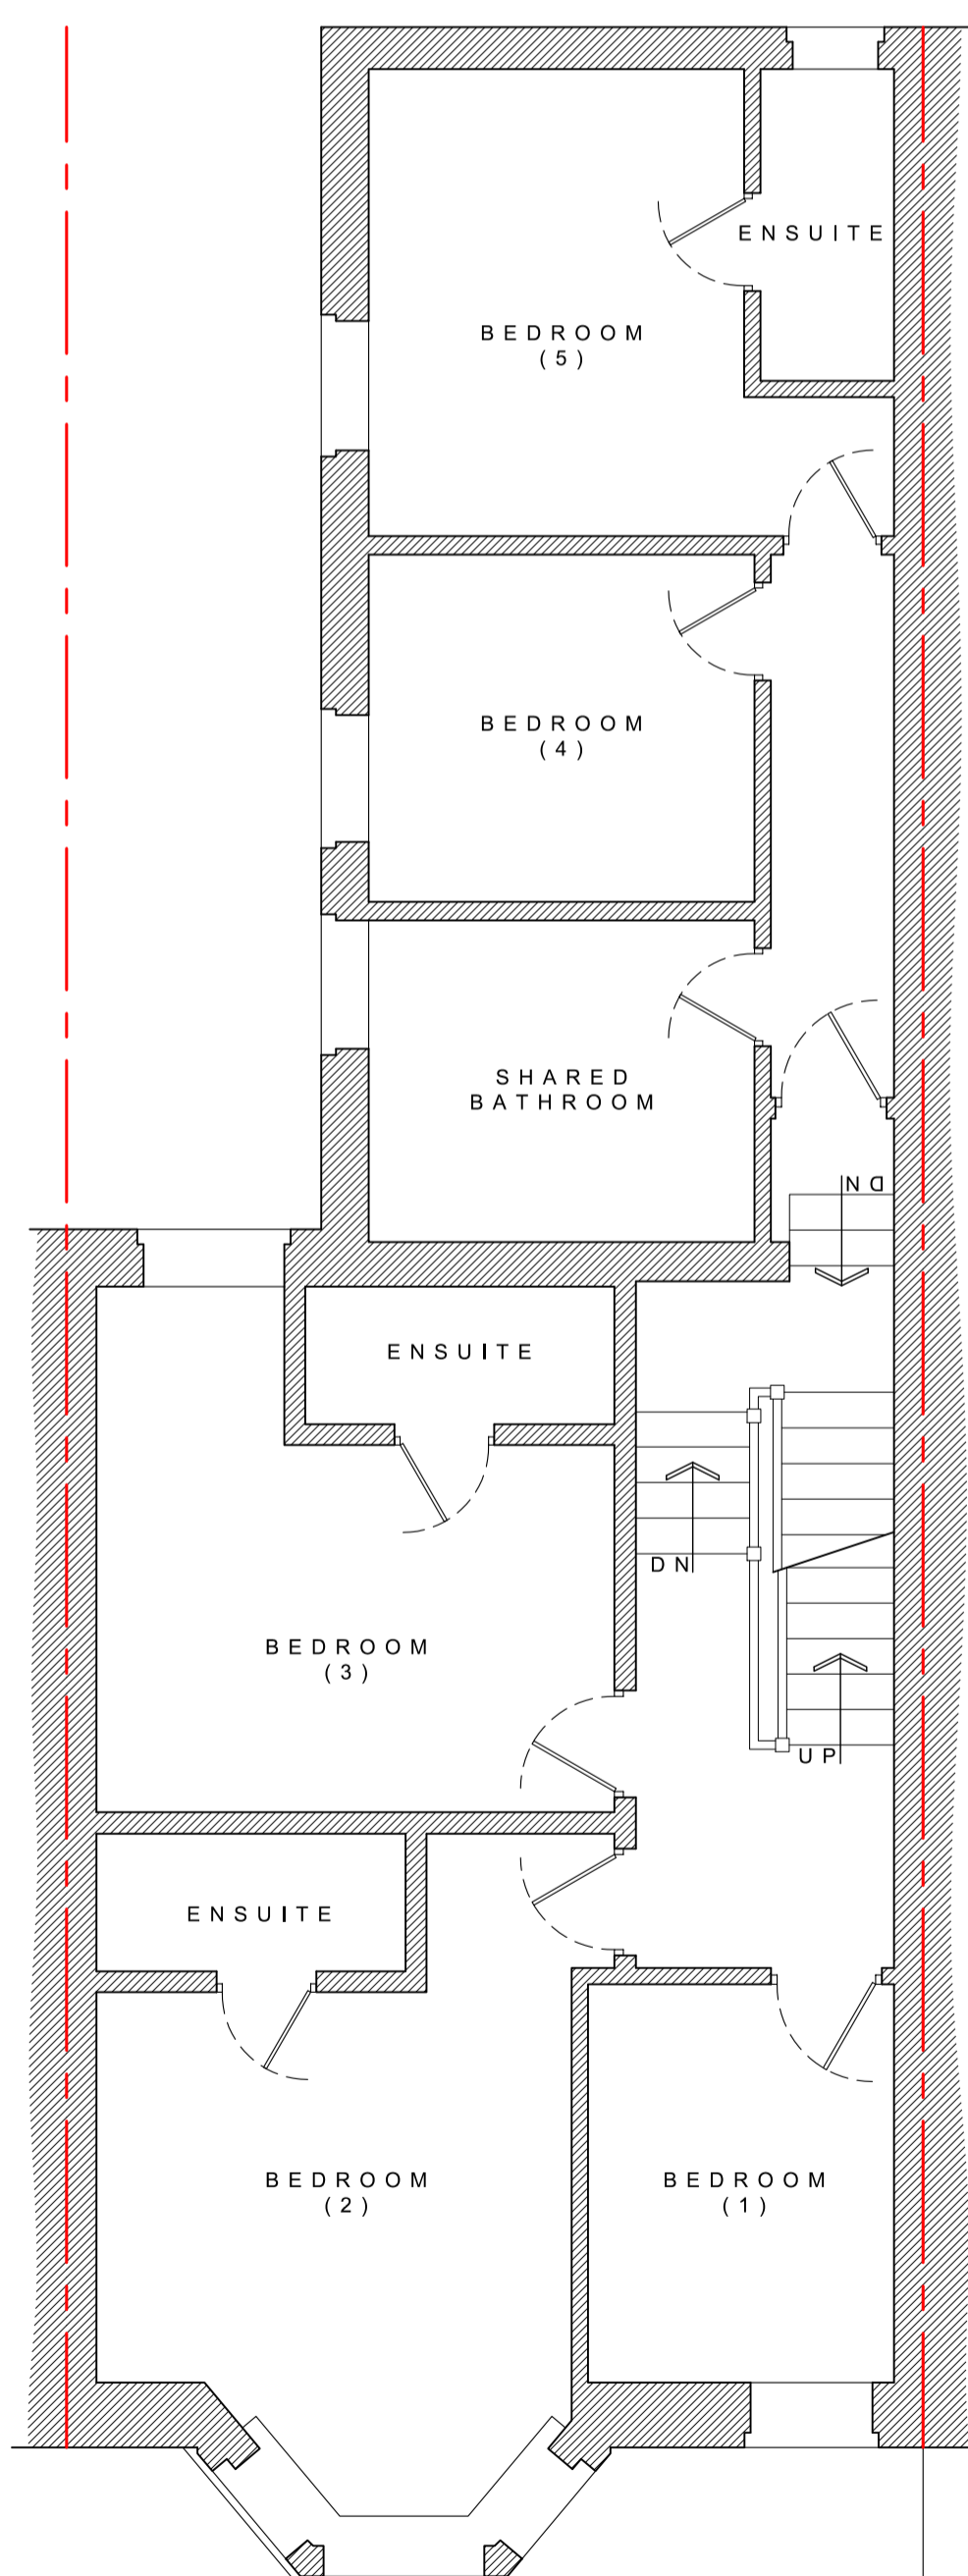 ENSUITE
BEDROOM
(5)
BEDROOM
(4)
SHARED
BATHROOM
DN
ENSUITE
DN
BEDROOM
(3)
UP
ENSUITE
BEDROOM
(2)
BEDROOM
(1)